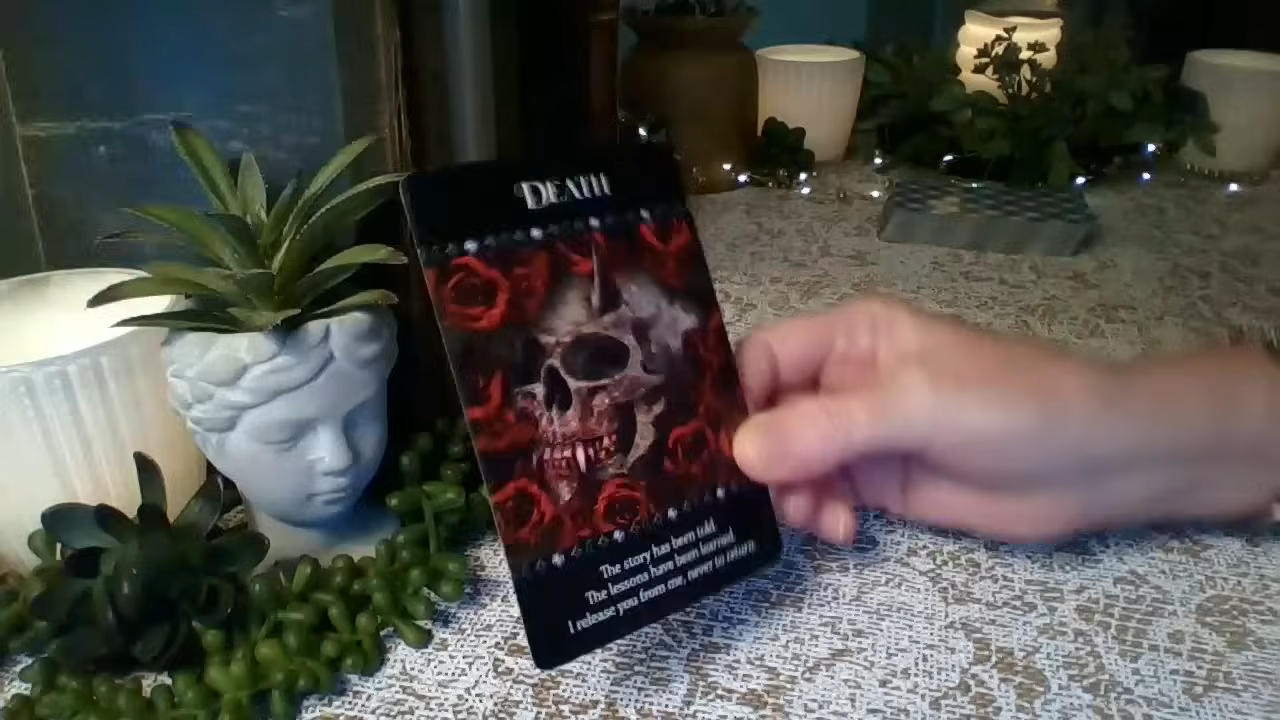 DEATH
The story has been told
The lessons have been learned
I release you from me, never to return